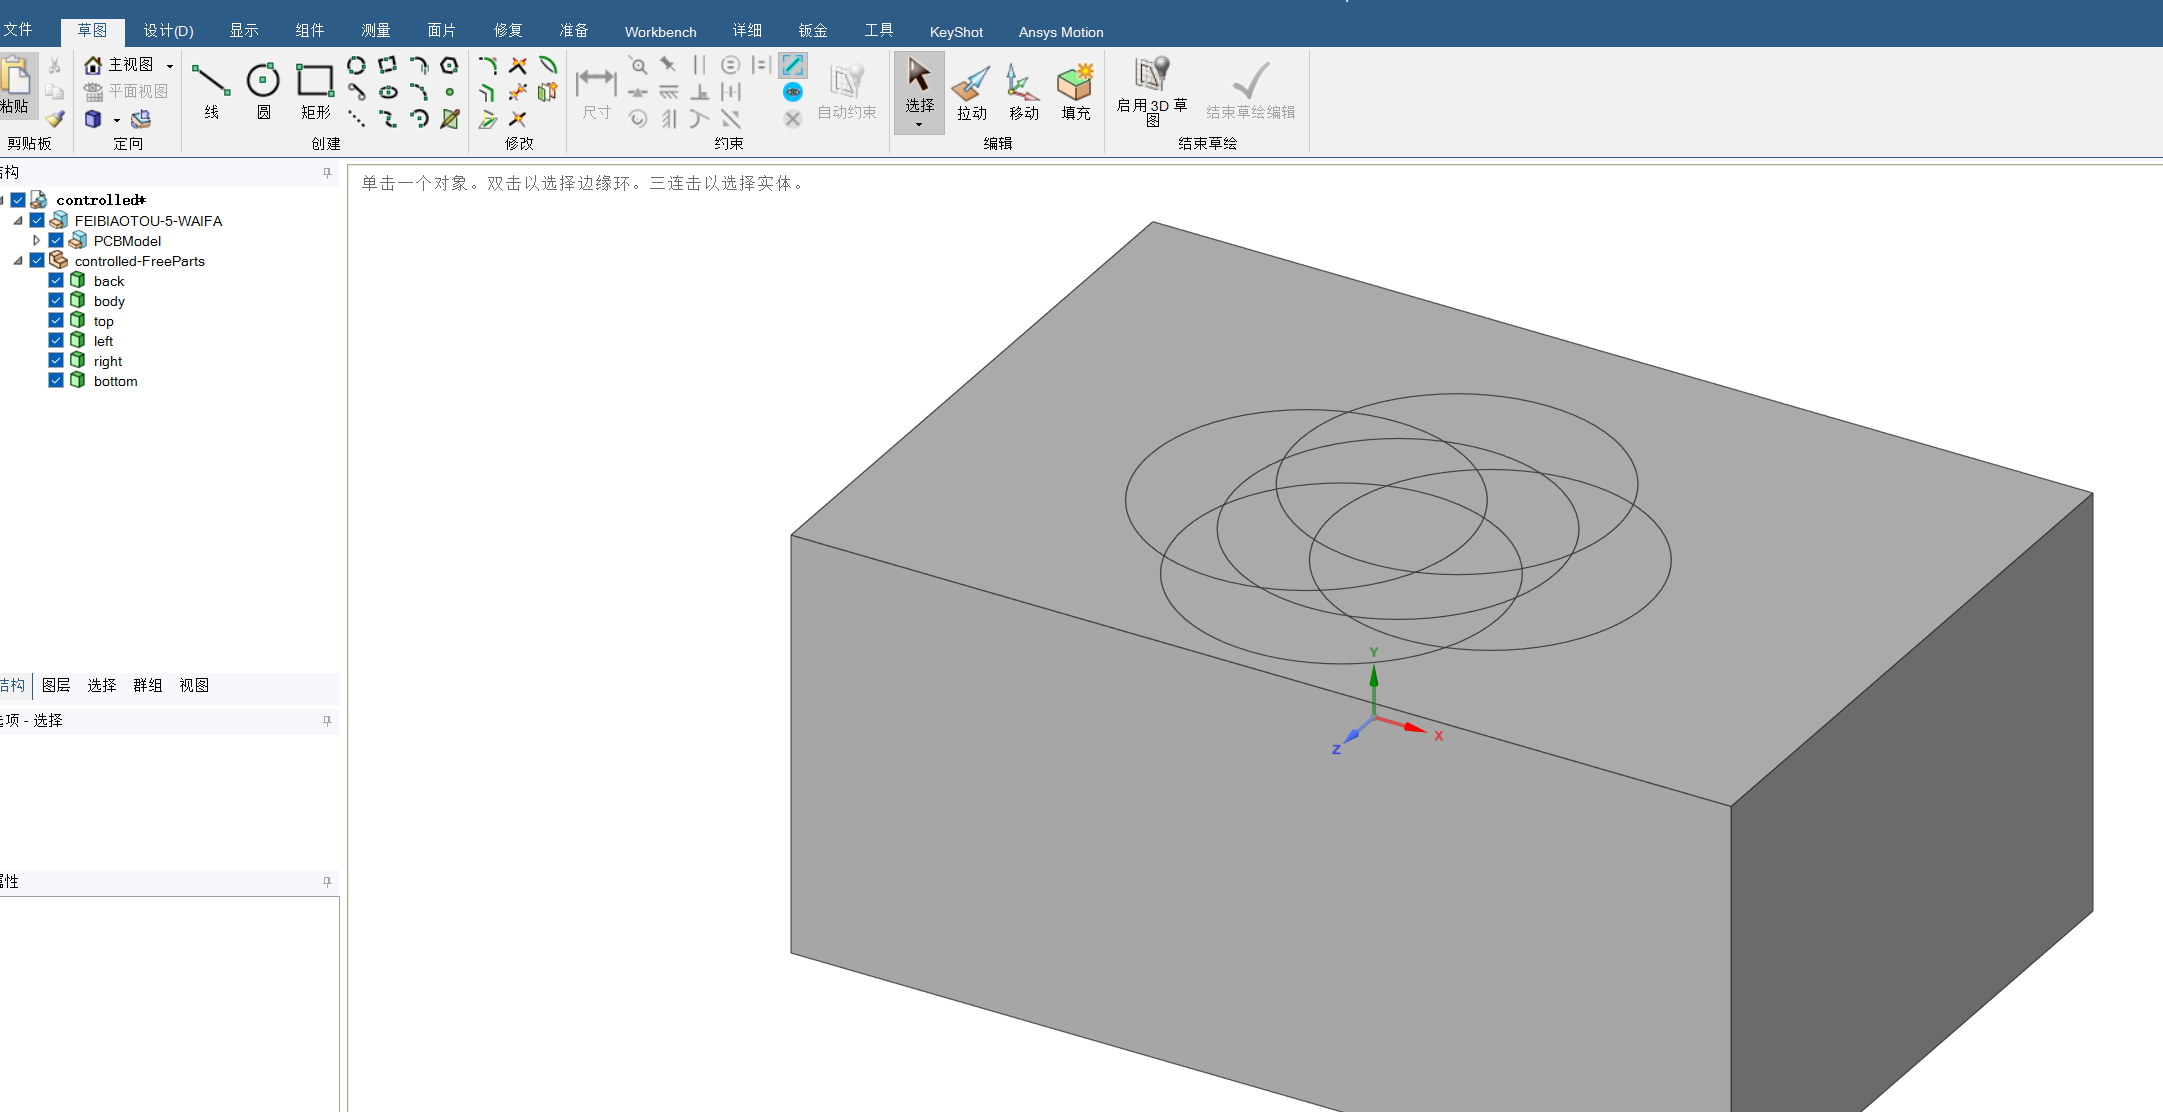 文件 草图 设计(D) 显示 组件 测量 面片 修复 准备 Workbench 详细 钣金 工具 KeyShot Ansys Motion
粘贴
主视图
平面视图
线 圆 矩形
尺寸
自动约束
选择 拉动 移动 填充
启用 3D 草
图
结束草绘编辑
剪贴板 定向 创建 修改 约束 编辑 结束草绘
结构
单击一个对象。双击以选择边缘环。三连击以选择实体。
controlled*
FEIBIAOTOU-5-WAIFA
PCBModel
controlled-FreeParts
back
body
top
left
right
bottom
结构 图层 选择 群组 视图
选项 - 选择
属性
Y
X
Z